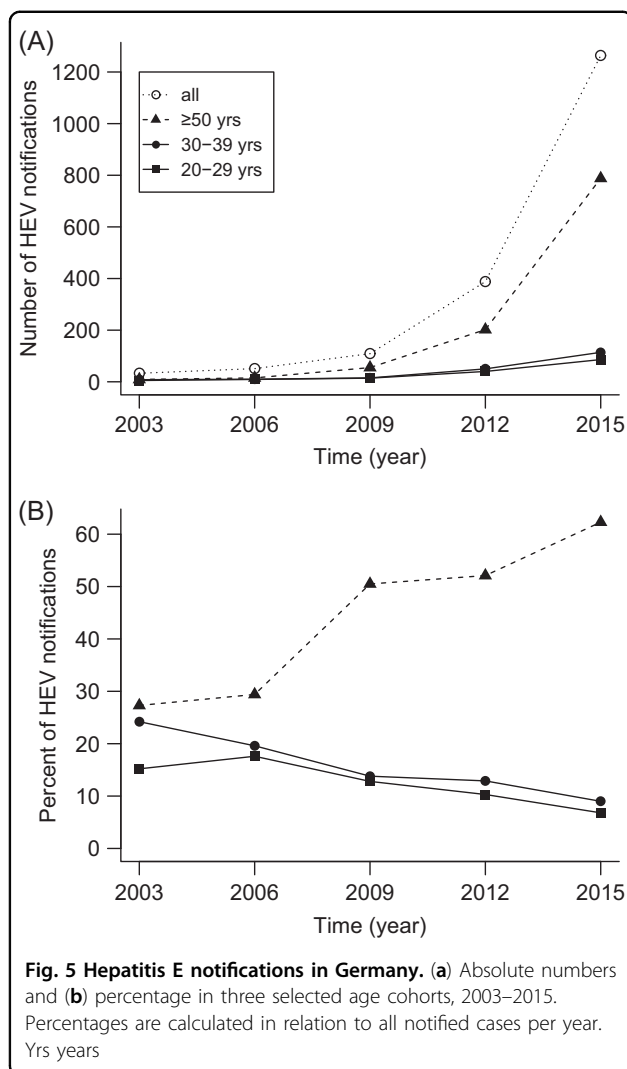 (A)
Number of HEV notifications
1200
1000
800
600
400
200
0
all
≥50 yrs
30−39 yrs
20−29 yrs
2003 2006 2009 2012 2015
Time (year)
(B)
Percent of HEV notifications
60
50
40
30
20
10
0
2003 2006 2009 2012 2015
Time (year)
Fig. 5 Hepatitis E notifications in Germany. (a) Absolute numbers
and (b) percentage in three selected age cohorts, 2003–2015.
Percentages are calculated in relation to all notified cases per year.
Yrs years